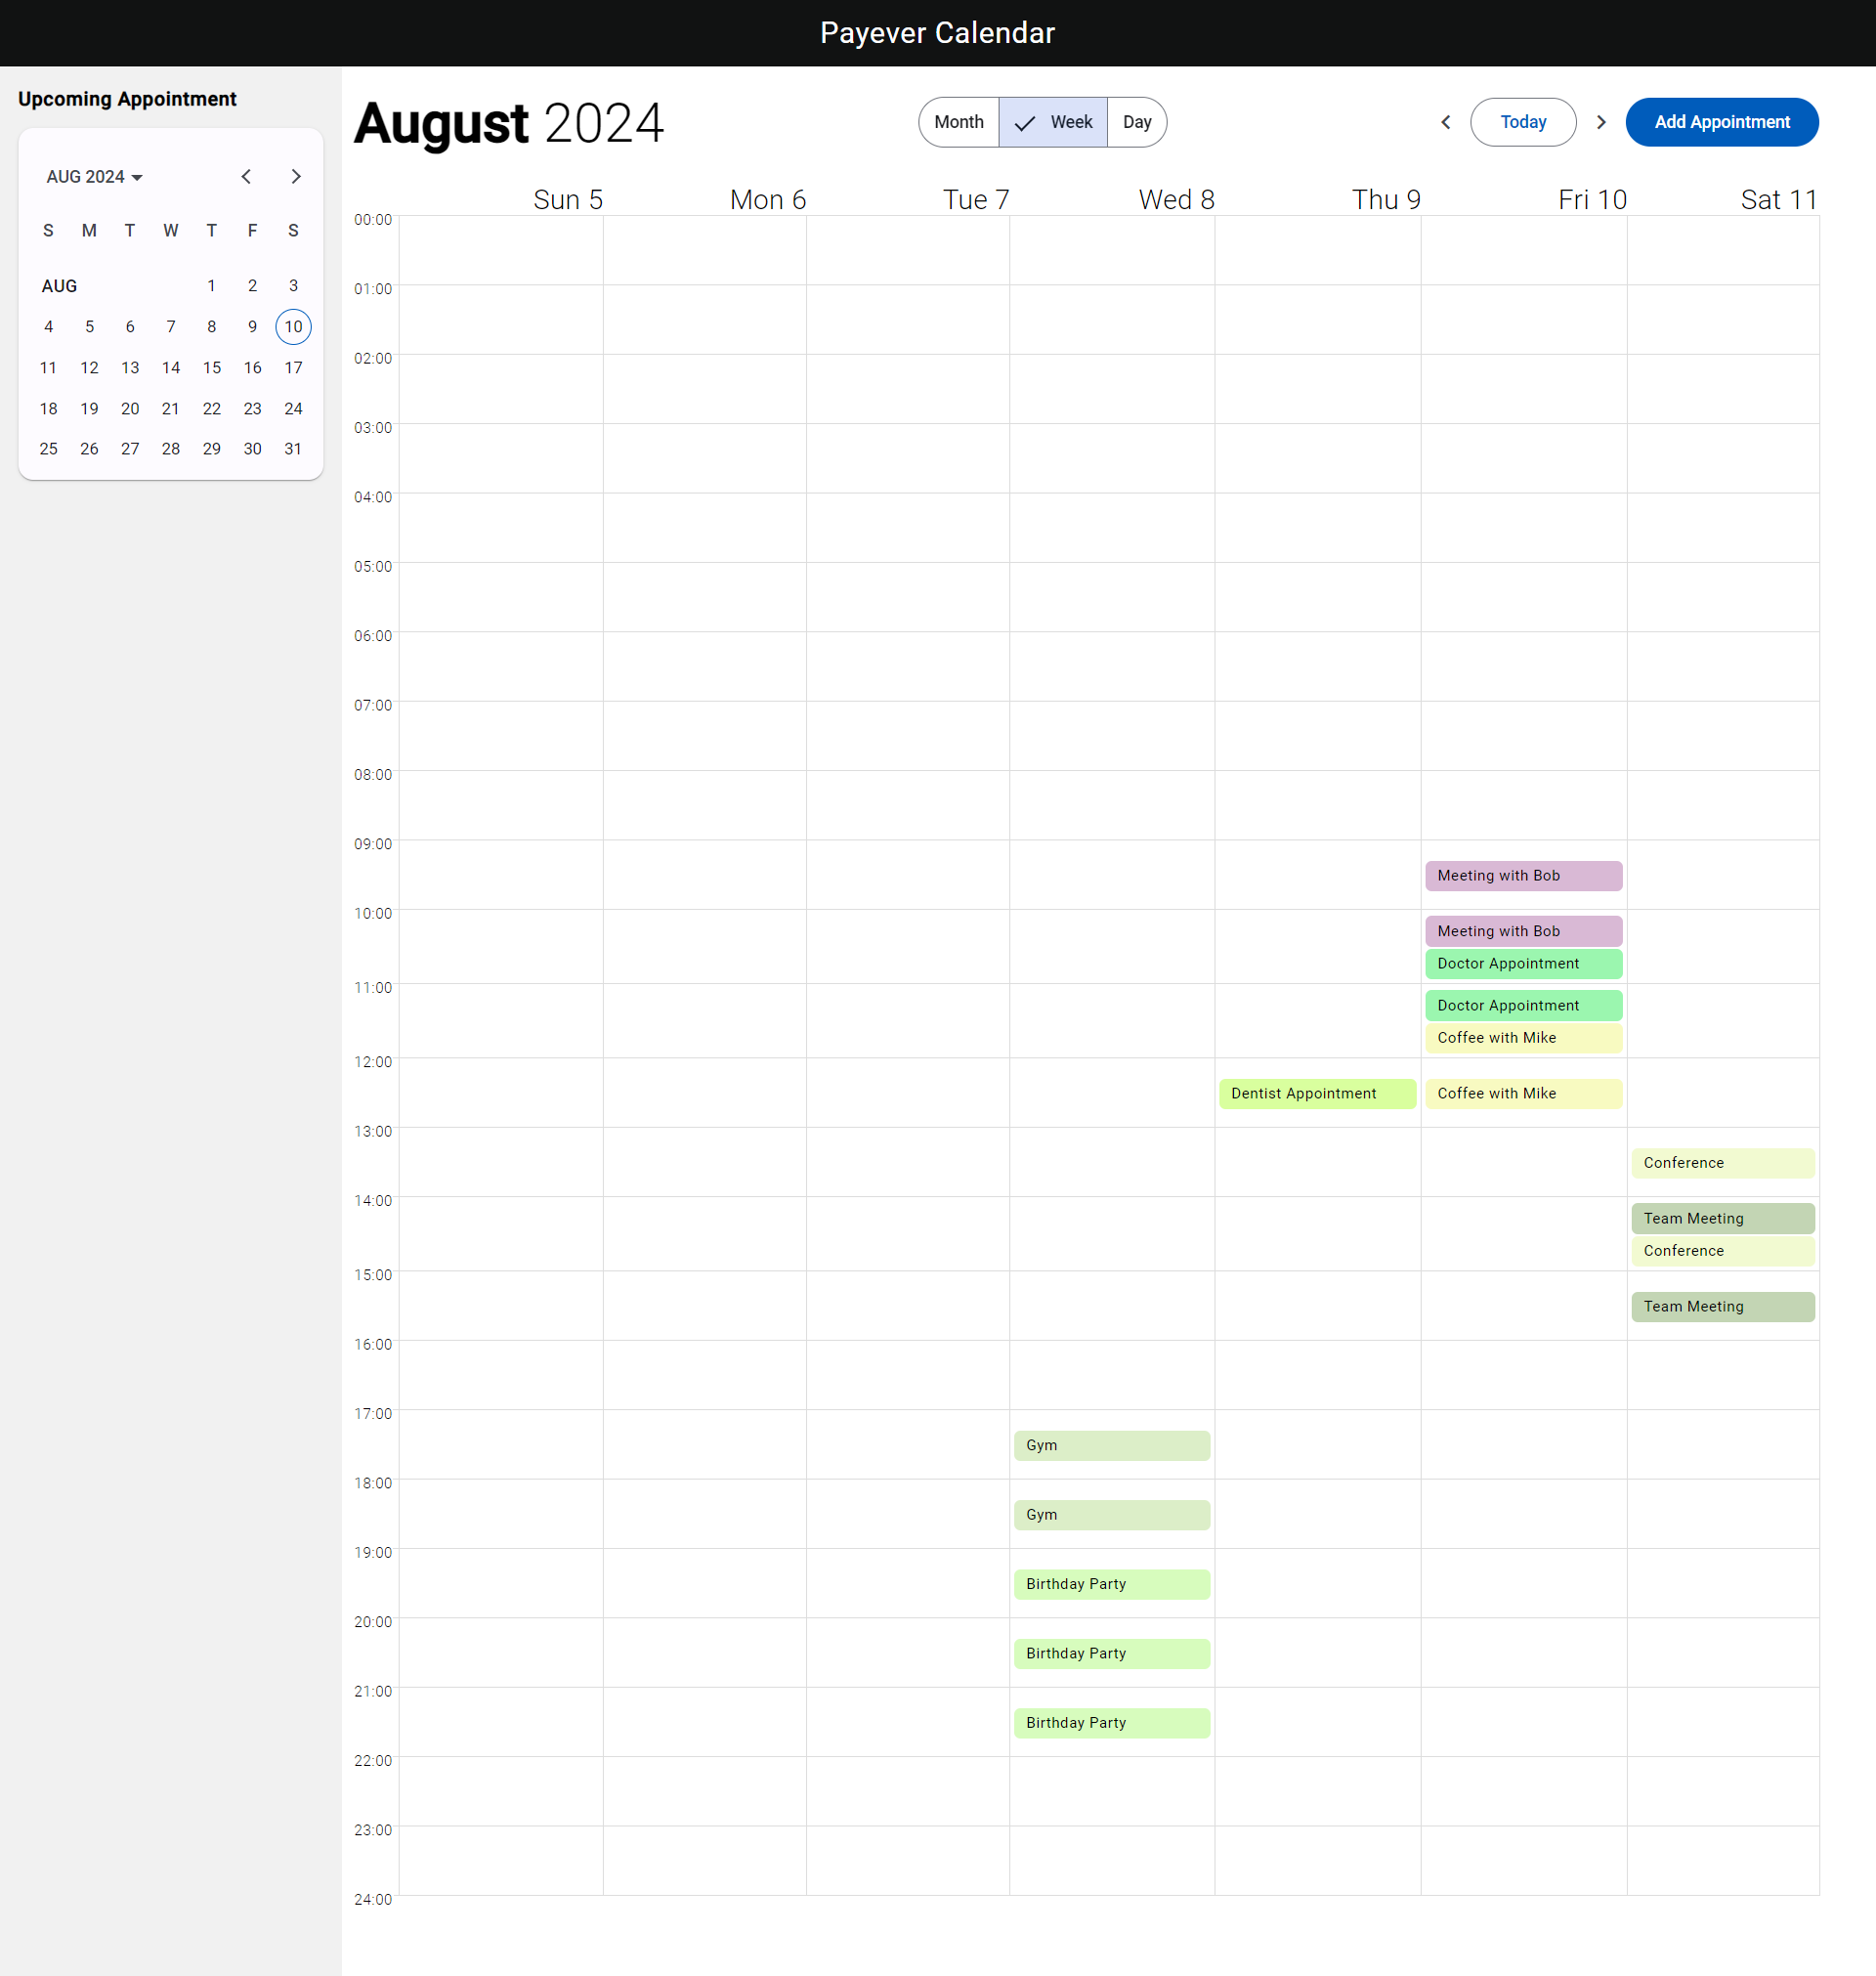 Payever Calendar
Upcoming Appointment
AUG 2024
S M T W T F S
AUG 1 2 3
4 5 6 7 8 9 10
11 12 13 14 15 16 17
18 19 20 21 22 23 24
25 26 27 28 29 30 31
August 2024
Month Week Day
Today
Add Appointment
Sun 5 Mon 6 Tue 7 Wed 8 Thu 9 Fri 10 Sat 11
00:00
01:00
02:00
03:00
04:00
05:00
06:00
07:00
08:00
09:00
Meeting with Bob
10:00
Meeting with Bob
Doctor Appointment
11:00
Doctor Appointment
Coffee with Mike
12:00
Dentist Appointment Coffee with Mike
13:00
Conference
14:00
Team Meeting
Conference
15:00
Team Meeting
16:00
17:00
Gym
18:00
Gym
19:00
Birthday Party
20:00
Birthday Party
21:00
Birthday Party
22:00
23:00
24:00